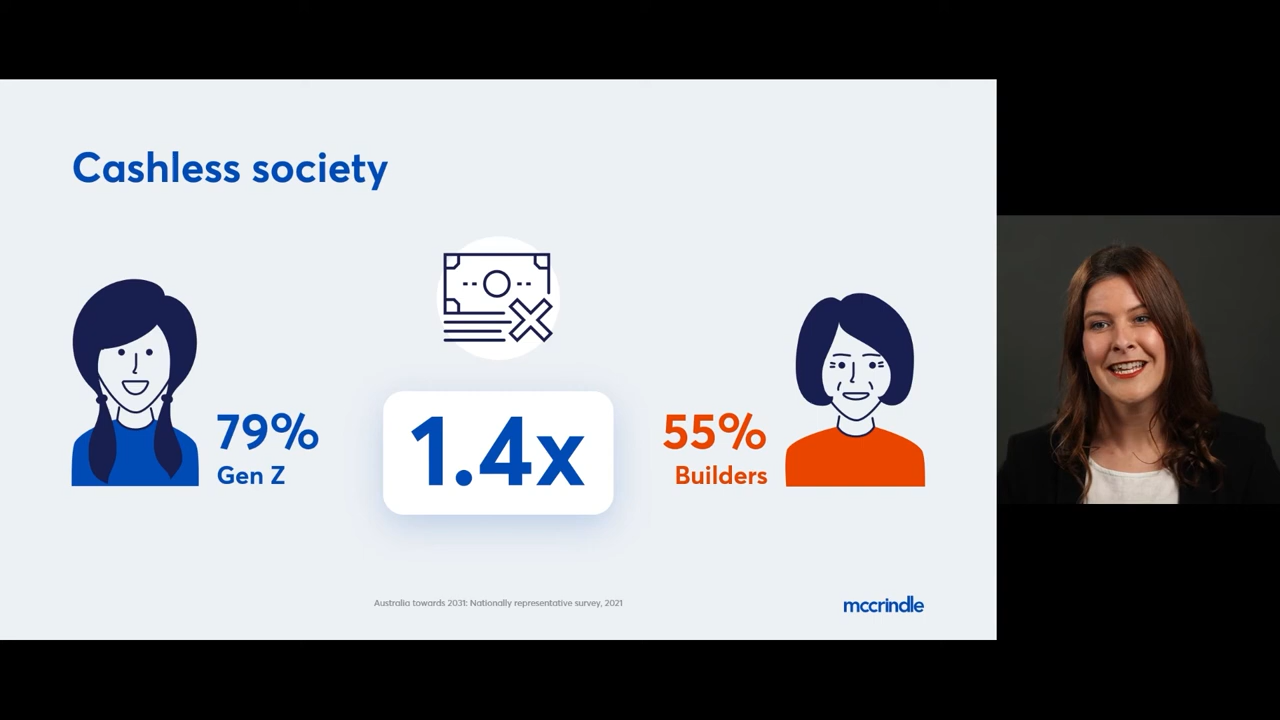 Cashless society
79%
Gen Z
1.4x
55%
Builders
Australia towards 2031: Nationally representative survey, 2021
mccrindle